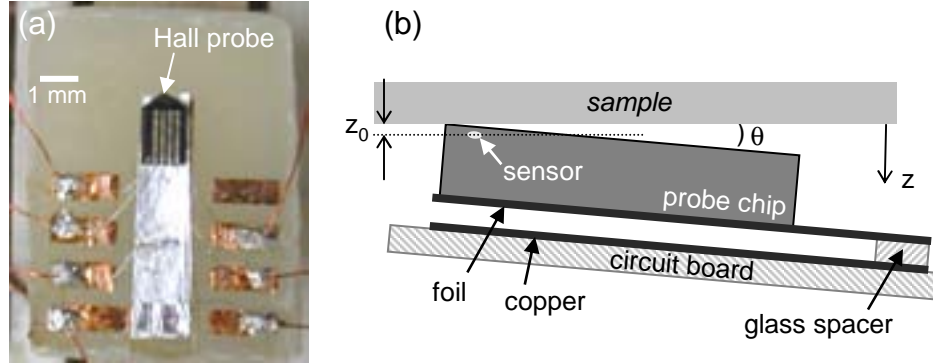 (a)
Hall probe
1 mm
(b)
sample
z0
θ
sensor
z
probe chip
circuit board
foil
copper
glass spacer